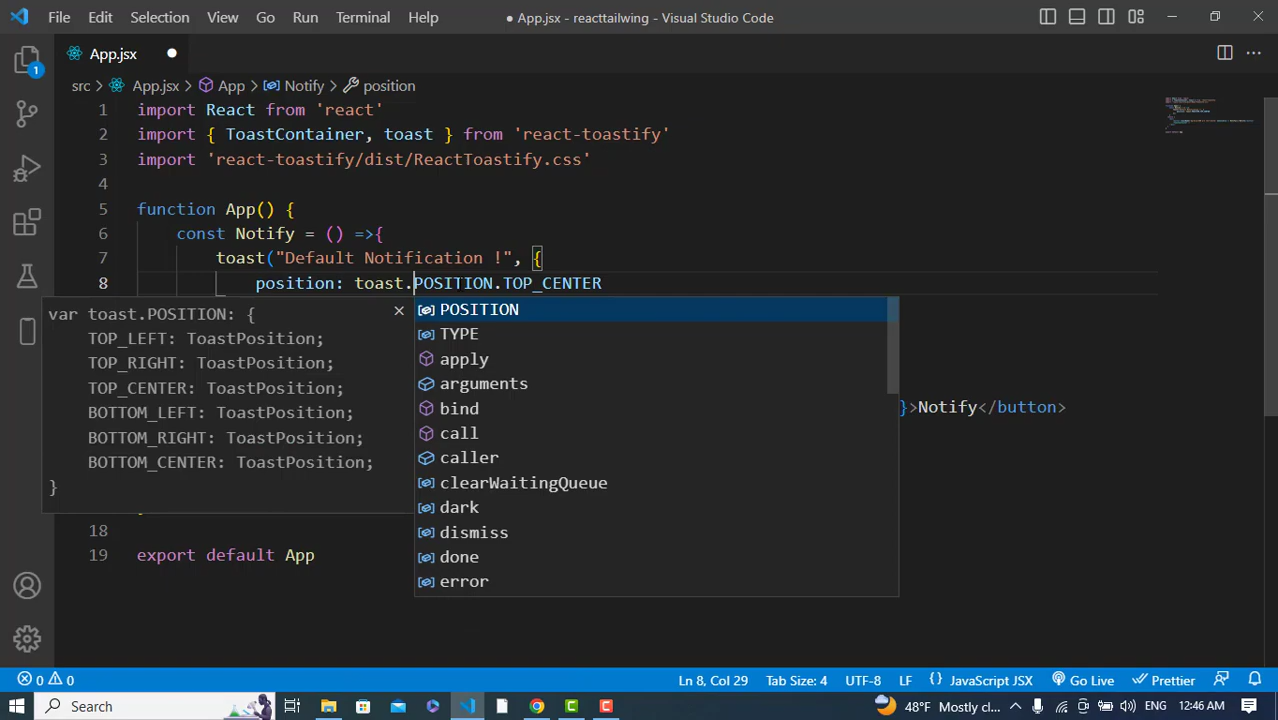 File Edit Selection View Go Run Terminal Help
● App.jsx - reacttailwing - Visual Studio Code
App.jsx
src > App.jsx > App > Notify > position
1 import React from 'react'
2 import { ToastContainer, toast } from 'react-toastify'
3 import 'react-toastify/dist/ReactToastify.css'
4
5 function App() {
6 const Notify = () =>{
7 toast("Default Notification !", {
8 position: toast.POSITION.TOP_CENTER
var toast.POSITION: {
TOP_LEFT: ToastPosition;
TOP_RIGHT: ToastPosition;
TOP_CENTER: ToastPosition;
BOTTOM_LEFT: ToastPosition;
BOTTOM_RIGHT: ToastPosition;
BOTTOM_CENTER: ToastPosition;
}
POSITION
TYPE
apply
arguments
bind
call
caller
clearWaitingQueue
dark
dismiss
done
error
}>Notify</button>
18
19 export default App
1
0 0
Ln 8, Col 29 Tab Size: 4 UTF-8 LF {} JavaScript JSX Go Live Prettier
Search
48°F Mostly cl... ENG 12:46 AM